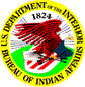 U.S. DEPARTMENT OF THE INTERIOR
1824
BUREAU OF INDIAN AFFAIRS